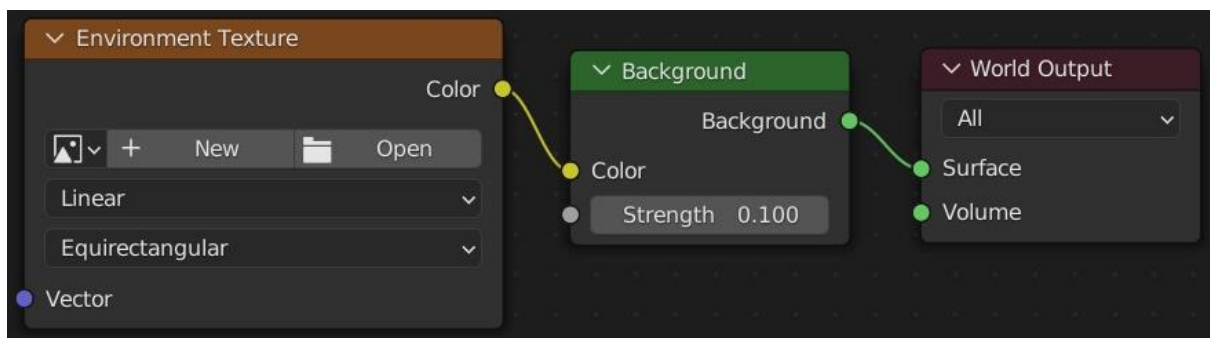 Environment Texture
Color
New
Open
Linear
Equirectangular
Vector
Background
Background
Color
Strength 0.100
World Output
All
Surface
Volume